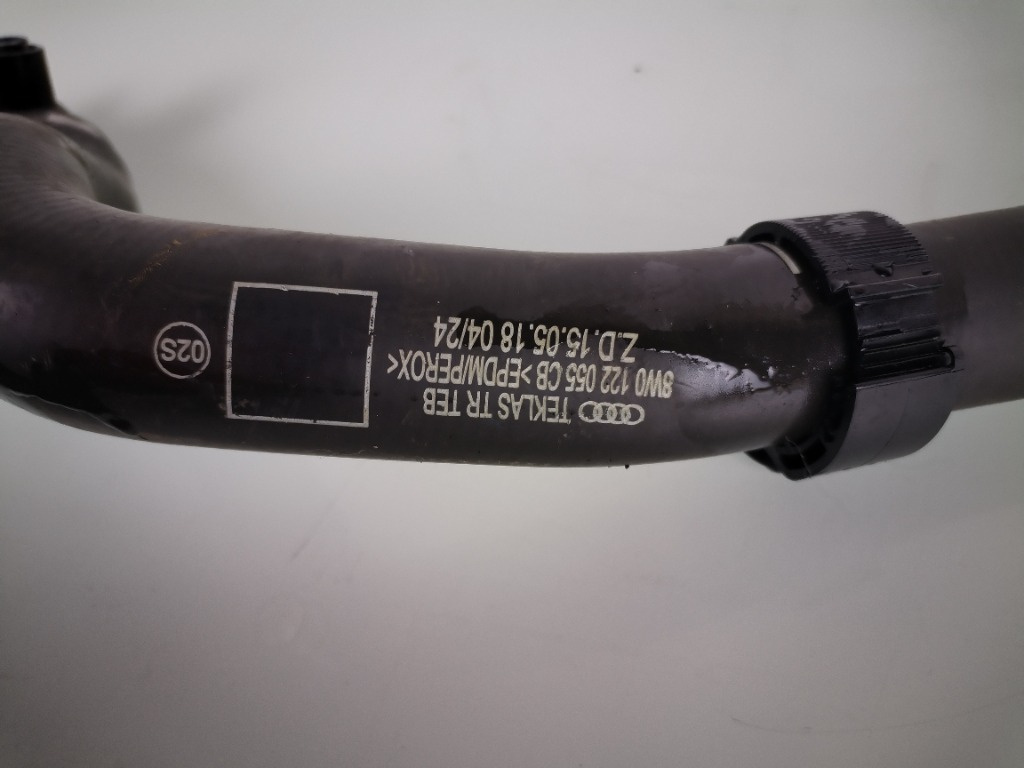 TEKLAS TR TEB
8W0 122 055 CB >EPDM/PEROX<
Z.D.15.05.18 04/24
02S